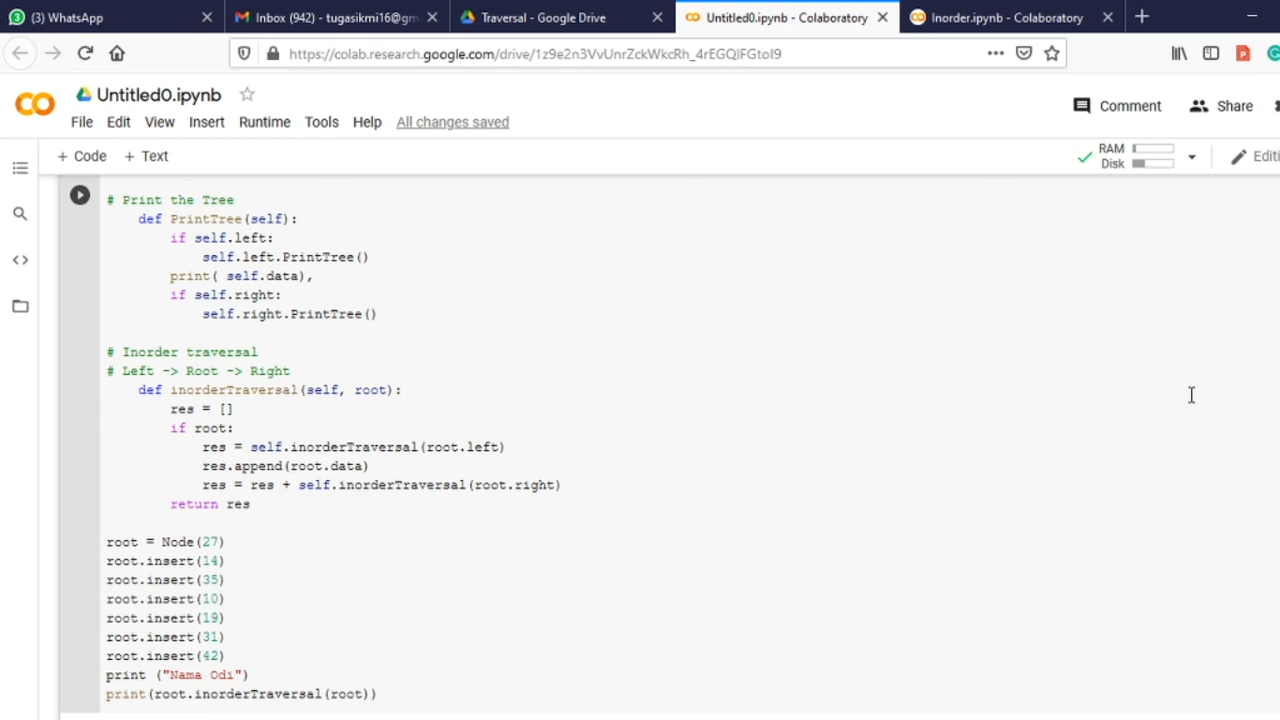 (3) WhatsApp
Inbox (942) - tugasikmi16@gm
Traversal - Google Drive
Untitled0.ipynb - Colaboratory
Inorder.ipynb - Colaboratory
https://colab.research.google.com/drive/1z9e2n3VvUnrZckWkcRh_4rEGQlFGtoI9
Untitled0.ipynb
Comment
Share
File Edit View Insert Runtime Tools Help All changes saved
+ Code + Text
RAM
Disk
Editi
# Print the Tree
def PrintTree(self):
if self.left:
self.left.PrintTree()
print( self.data),
if self.right:
self.right.PrintTree()
# Inorder traversal
# Left -> Root -> Right
def inorderTraversal(self, root):
res = []
if root:
res = self.inorderTraversal(root.left)
res.append(root.data)
res = res + self.inorderTraversal(root.right)
return res
root = Node(27)
root.insert(14)
root.insert(35)
root.insert(10)
root.insert(19)
root.insert(31)
root.insert(42)
print ("Nama Odi")
print(root.inorderTraversal(root))